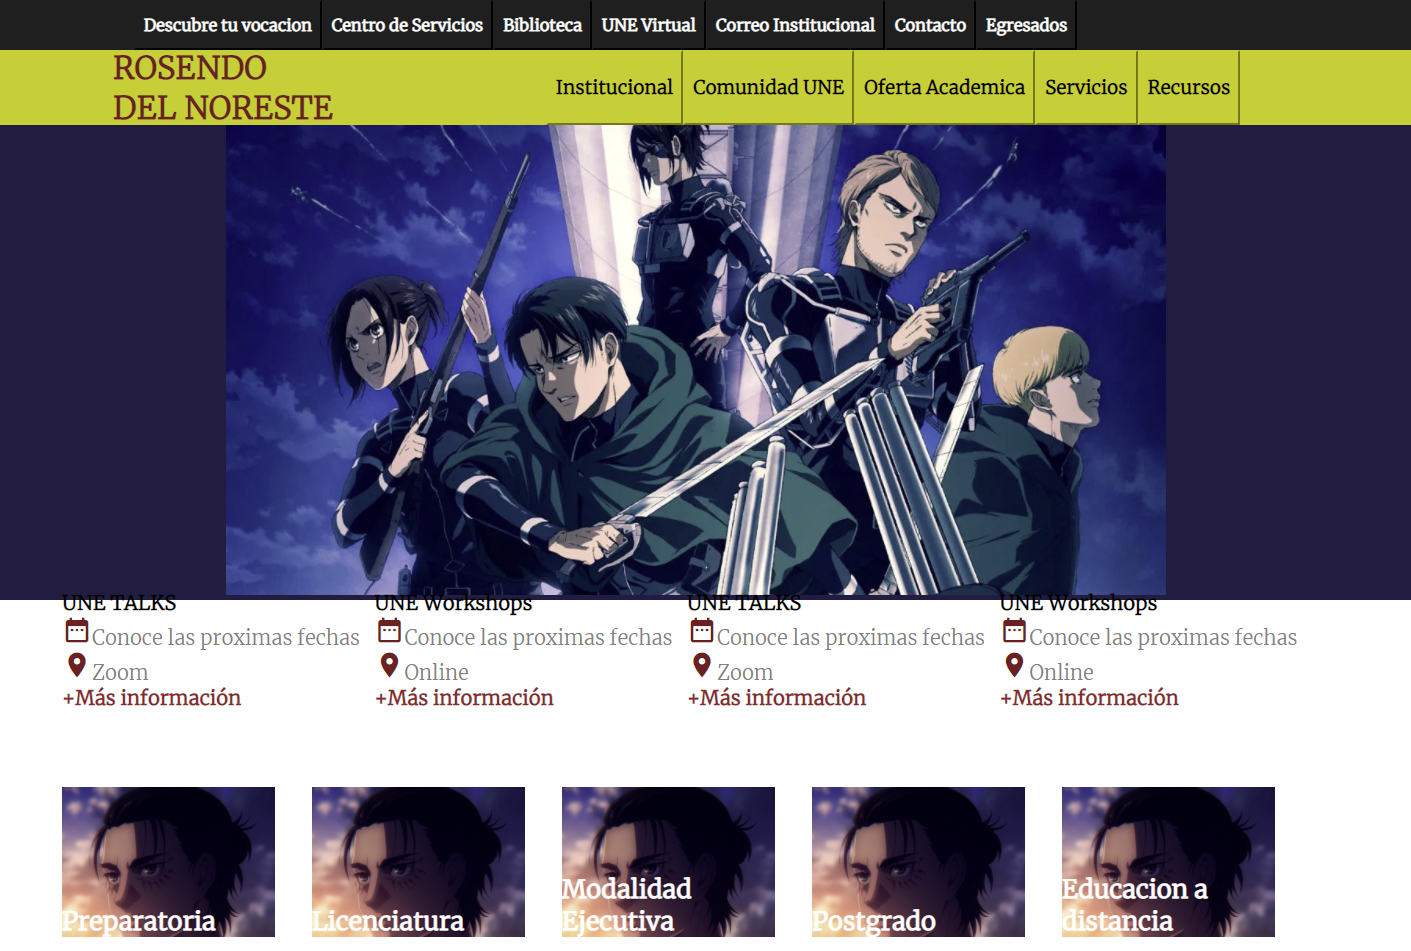 Descubre tu vocacion Centro de Servicios Biblioteca UNE Virtual Correo Institucional Contacto Egresados
ROSENDO
DEL NORESTE
Institucional Comunidad UNE Oferta Academica Servicios Recursos
UNE TALKS
Conoce las proximas fechas
Zoom
+Más información
UNE Workshops
Conoce las proximas fechas
Online
+Más información
UNE TALKS
Conoce las proximas fechas
Zoom
+Más información
UNE Workshops
Conoce las proximas fechas
Online
+Más información
Preparatoria
Licenciatura
Modalidad
Ejecutiva
Postgrado
Educacion a
distancia